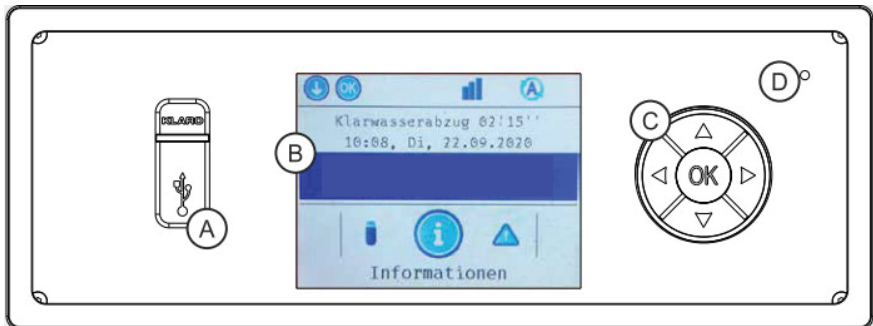 KLARO
A
B
OK
A
Klarwasserabzug 02'15''
10:08, Di, 22.09.2020
i
Informationen
C
OK
D